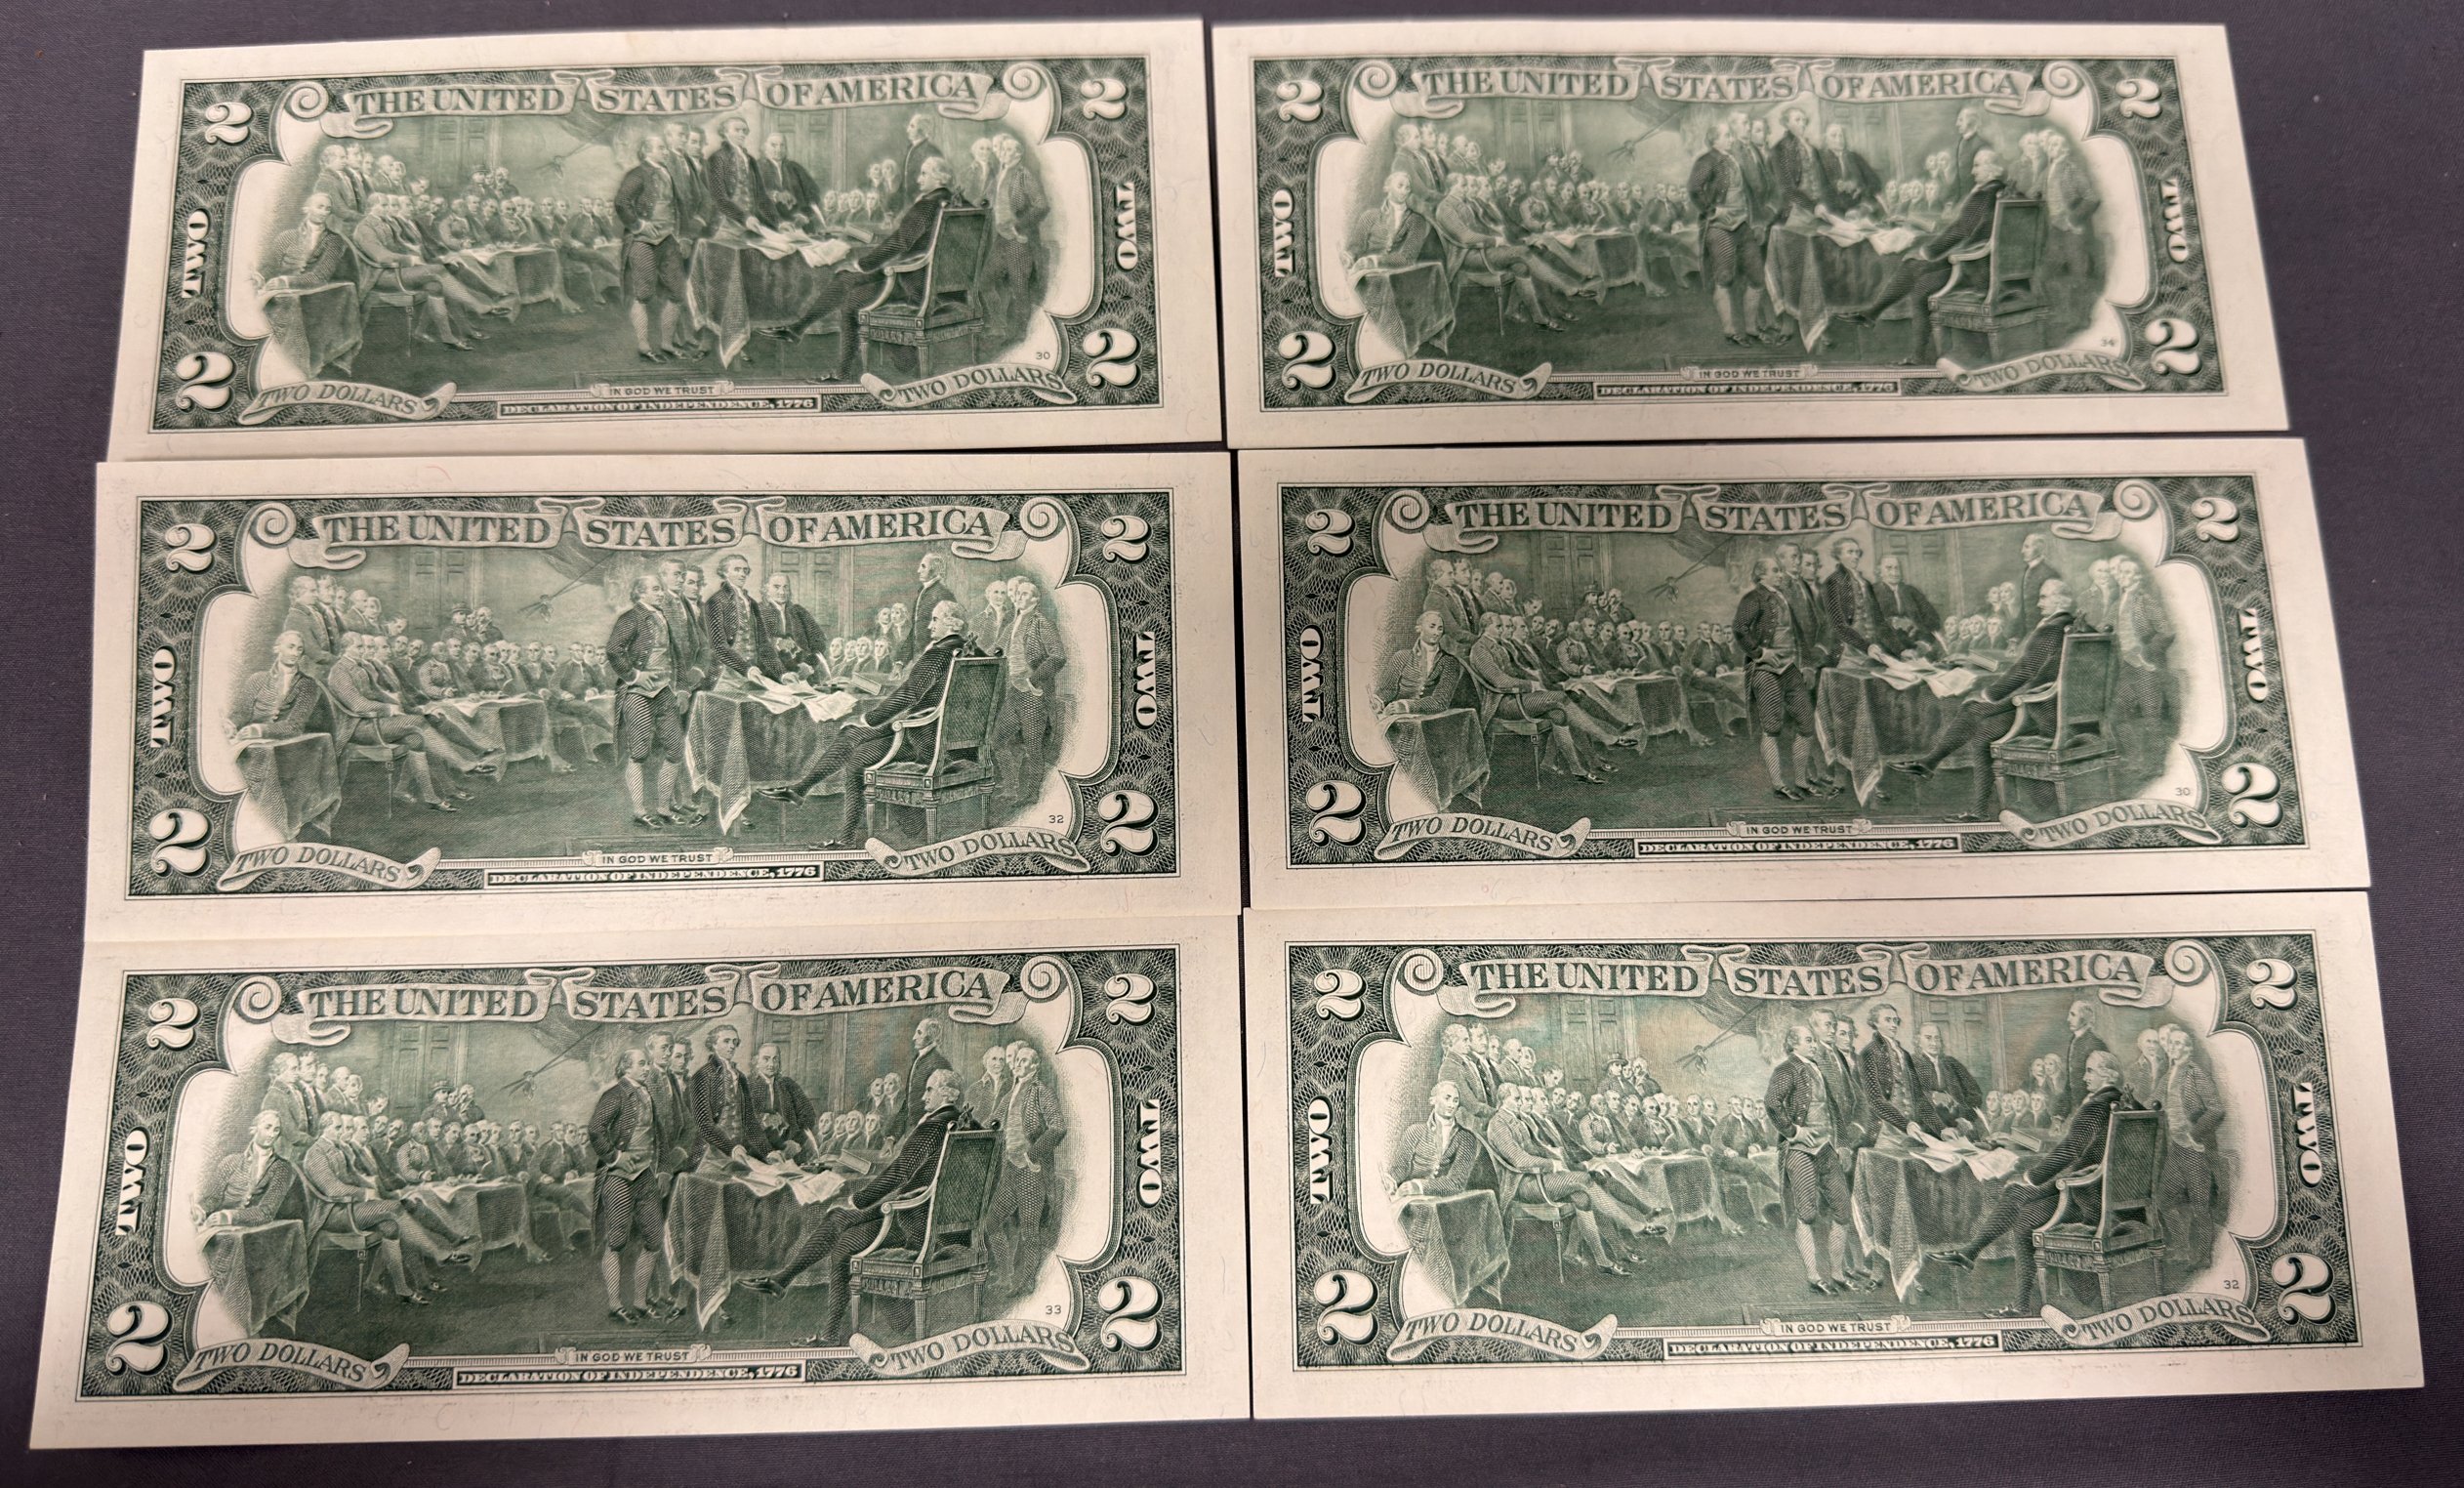 2 THE UNITED STATES OF AMERICA 2
TWO TWO
30
2 TWO DOLLARS IN GOD WE TRUST TWO DOLLARS 2
DECLARATION OF INDEPENDENCE, 1776
2 THE UNITED STATES OF AMERICA 2
TWO TWO
34
2 TWO DOLLARS IN GOD WE TRUST TWO DOLLARS 2
DECLARATION OF INDEPENDENCE, 1776
2 THE UNITED STATES OF AMERICA 2
TWO TWO
32
2 TWO DOLLARS IN GOD WE TRUST TWO DOLLARS 2
DECLARATION OF INDEPENDENCE, 1776
2 THE UNITED STATES OF AMERICA 2
TWO TWO
30
2 TWO DOLLARS IN GOD WE TRUST TWO DOLLARS 2
DECLARATION OF INDEPENDENCE, 1776
2 THE UNITED STATES OF AMERICA 2
TWO TWO
33
2 TWO DOLLARS IN GOD WE TRUST TWO DOLLARS 2
DECLARATION OF INDEPENDENCE, 1776
2 THE UNITED STATES OF AMERICA 2
TWO TWO
32
2 TWO DOLLARS IN GOD WE TRUST TWO DOLLARS 2
DECLARATION OF INDEPENDENCE, 1776